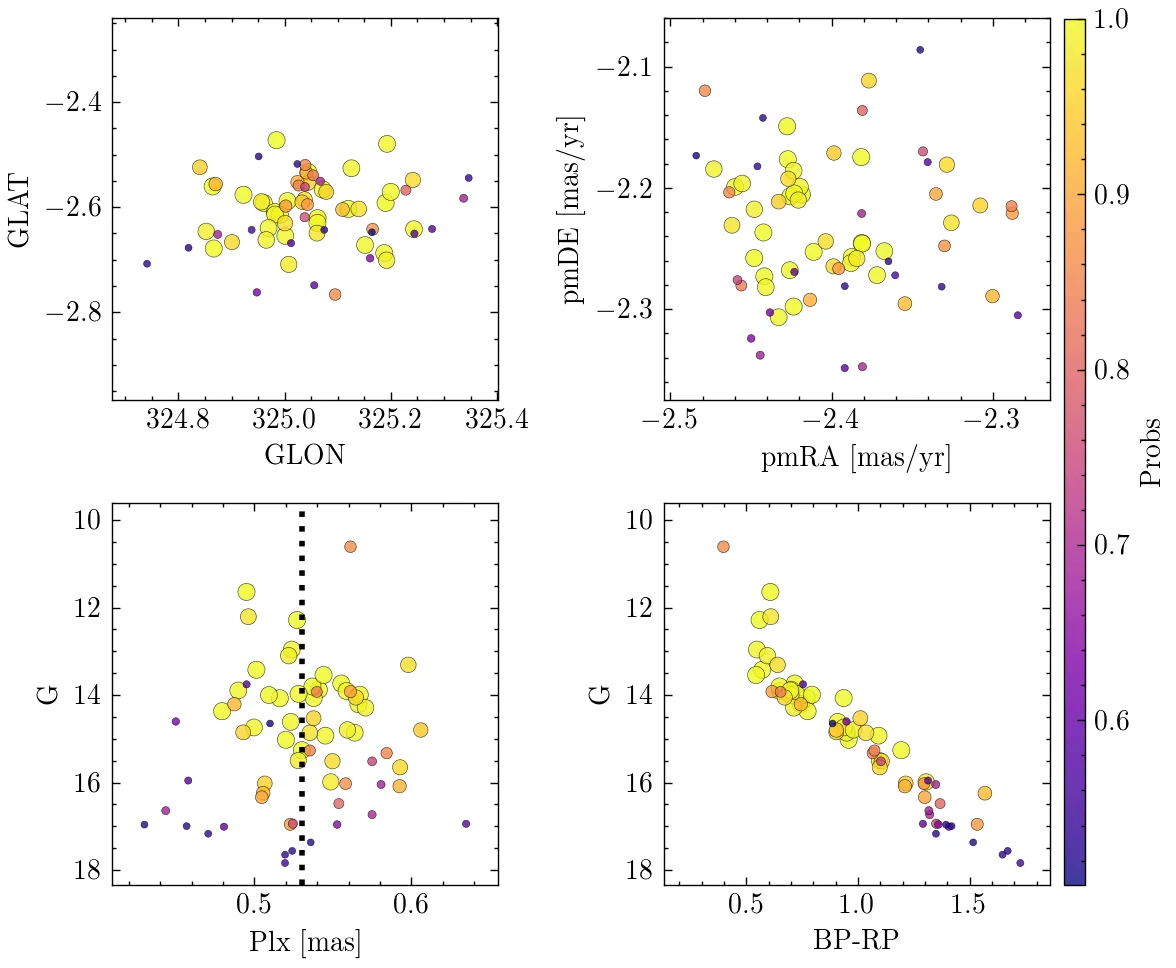 −2.4
−2.6
−2.8
GLAT
324.8 325.0 325.2 325.4
GLON
−2.1
−2.2
−2.3
pmDE [mas/yr]
−2.5 −2.4 −2.3
pmRA [mas/yr]
1.0
0.9
0.8
0.7
0.6
Probs
10
12
14
16
18
G
0.5 0.6
Plx [mas]
10
12
14
16
18
G
0.5 1.0 1.5
BP-RP